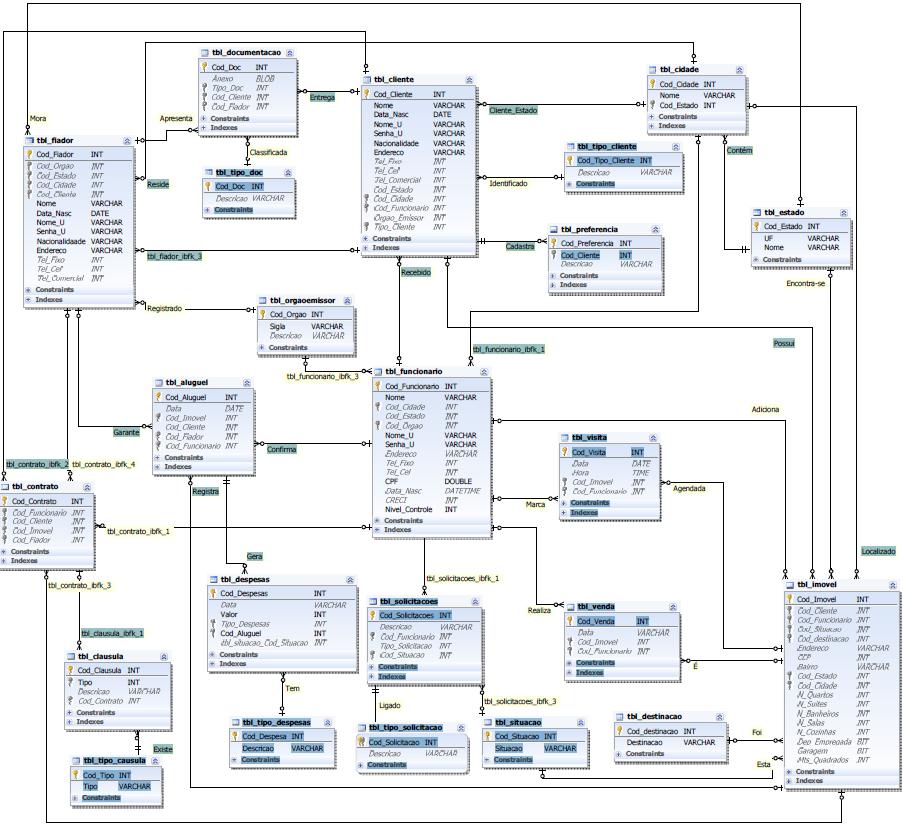 tbl_documentacao
Cod_Doc INT
Anexo BLOB
Tipo_Doc INT
Cod_Cliente INT
Cod_Fiador INT
Constraints
Indexes
tbl_cliente
Cod_Cliente INT
Nome VARCHAR
Data_Nasc DATE
Nome_U VARCHAR
Senha_U VARCHAR
Nacionalidade VARCHAR
Endereco VARCHAR
Tel_Fixo INT
Tel_Cel INT
Tel_Comercial INT
Cod_Estado INT
Cod_Cidade INT
Cod_Funcionario INT
Orgao_Emissor INT
Tipo_Cliente INT
Constraints
Indexes
tbl_cidade
Cod_Cidade INT
Nome VARCHAR
Cod_Estado INT
Constraints
Indexes
Entrega
Cliente_Estado
Mora
Apresenta
Classificada
Contém
tbl_fiador
Cod_Fiador INT
Cod_Orgao INT
Cod_Estado INT
Cod_Cidade INT
Cod_Cliente INT
Nome VARCHAR
Data_Nasc DATE
Nome_U VARCHAR
Senha_U VARCHAR
Nacionalidaade VARCHAR
Endereco VARCHAR
Tel_Fixo INT
Tel_Cel INT
Tel_Comercial INT
Constraints
Indexes
tbl_tipo_doc
Cod_Doc INT
Descricao VARCHAR
Constraints
tbl_tipo_cliente
Cod_Tipo_Cliente INT
Descricao VARCHAR
Constraints
Reside
Identificado
tbl_estado
Cod_Estado INT
UF VARCHAR
Nome VARCHAR
Constraints
Indexes
tbl_preferencia
Cod_Preferencia INT
Cod_Cliente INT
Descricao VARCHAR
Constraints
Indexes
Cadastra
tbl_fiador_ibfk_3
Recebido
Encontra-se
Registrado
tbl_orgaoemissor
Cod_Orgao INT
Sigla VARCHAR
Descricao VARCHAR
Constraints
tbl_funcionario_ibfk_1
Possui
tbl_funcionario_ibfk_3
tbl_funcionario
Cod_Funcionario INT
Nome VARCHAR
Cod_Cidade INT
Cod_Estado INT
Cod_Orgao INT
Nome_U VARCHAR
Senha_U VARCHAR
Endereco VARCHAR
Tel_Fixo INT
Tel_Cel INT
CPF DOUBLE
Data_Nasc DATETIME
CRECI INT
Nivel_Controle INT
Constraints
Indexes
tbl_aluguel
Cod_Aluguel INT
Data DATE
Cod_Imovel INT
Cod_Cliente INT
Cod_Fiador INT
Cod_Funcionario INT
Constraints
Indexes
Adiciona
Garante
Confirma
tbl_visita
Cod_Visita INT
Data DATE
Hora TIME
Cod_Imovel INT
Cod_Funcionario INT
Constraints
Indexes
tbl_contrato_ibfk_2
tbl_contrato_ibfk_4
tbl_contrato
Cod_Contrato INT
Cod_Funcionario INT
Cod_Cliente INT
Cod_Imovel INT
Cod_Fiador INT
Constraints
Indexes
Registra
Agendada
Marca
tbl_contrato_ibfk_1
Localizado
Gera
tbl_contrato_ibfk_3
tbl_solicitacoes_ibfk_1
tbl_despesas
Cod_Despesas INT
Data VARCHAR
Valor INT
Tipo_Despesas INT
Cod_Aluguel INT
tbl_situacao_Cod_Situacao INT
Constraints
Indexes
tbl_solicitacoes
Cod_Solicitacoes INT
Descricao VARCHAR
Cod_Funcionario INT
Tipo_Solicitacao INT
Cod_Situacao INT
Constraints
Indexes
Realiza
tbl_venda
Cod_Venda INT
Data VARCHAR
Cod_Imovel INT
Cod_Funcionario INT
Constraints
Indexes
É
tbl_imovel
Cod_Imovel INT
Cod_Cliente INT
Cod_Funcionario INT
Cod_Situacao INT
Cod_destinacao INT
Endereco VARCHAR
CEP INT
Bairro VARCHAR
Cod_Estado INT
Cod_Cidade INT
N_Quartos INT
N_Suites INT
N_Banheiros INT
N_Salas INT
N_Cozinhas INT
Dep_Empregada BIT
Garagem BIT
Mts_Quadrados INT
Constraints
Indexes
tbl_clausula_ibfk_1
tbl_clausula
Cod_Clausula INT
Tipo INT
Descricao VARCHAR
Cod_Contrato INT
Constraints
Indexes
Tem
Ligado
tbl_solicitacoes_ibfk_3
tbl_tipo_despesas
Cod_Despesa INT
Descricao VARCHAR
Constraints
tbl_tipo_solicitacao
Cod_Solicitacao INT
Descricao VARCHAR
Constraints
tbl_situacao
Cod_Situacao INT
Situacao VARCHAR
Constraints
tbl_destinacao
Cod_destinacao INT
Destinacao VARCHAR
Constraints
Foi
Esta
Existe
tbl_tipo_causula
Cod_Tipo INT
Tipo VARCHAR
Constraints